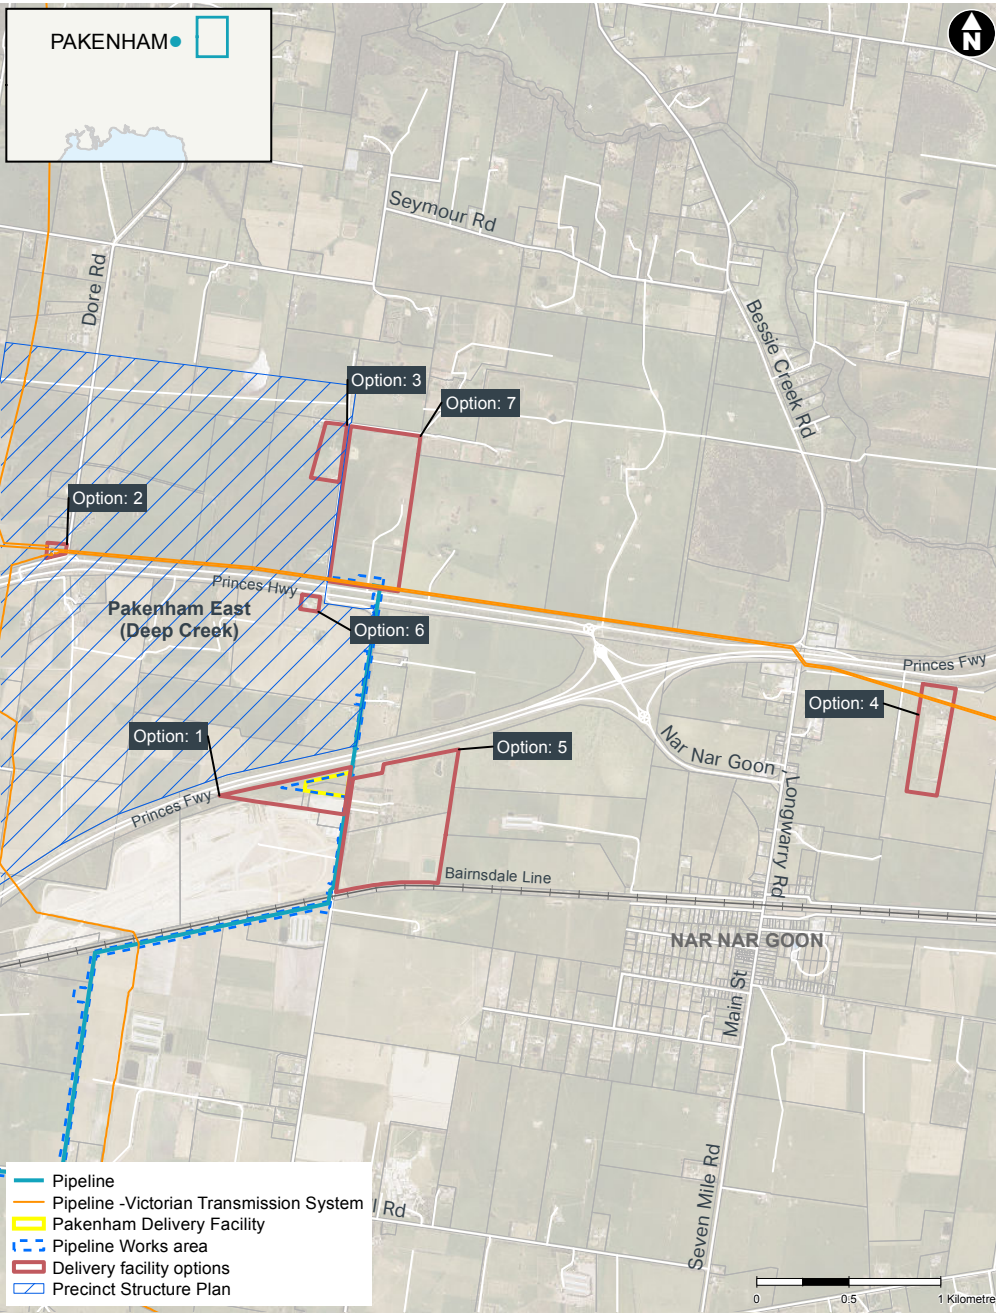 PAKENHAM
N
Seymour Rd
Dore Rd
Bessie Creek Rd
Option: 3
Option: 7
Option: 2
Princes Hwy
Pakenham East
(Deep Creek)
Option: 6
Princes Fwy
Option: 4
Option: 1
Option: 5
Nar Nar Goon - Longwarry Rd
Princes Fwy
Bairnsdale Line
NAR NAR GOON
Main St
Seven Mile Rd
Rd
Pipeline
Pipeline -Victorian Transmission System
Pakenham Delivery Facility
Pipeline Works area
Delivery facility options
Precinct Structure Plan
0 0.5 1 Kilometre